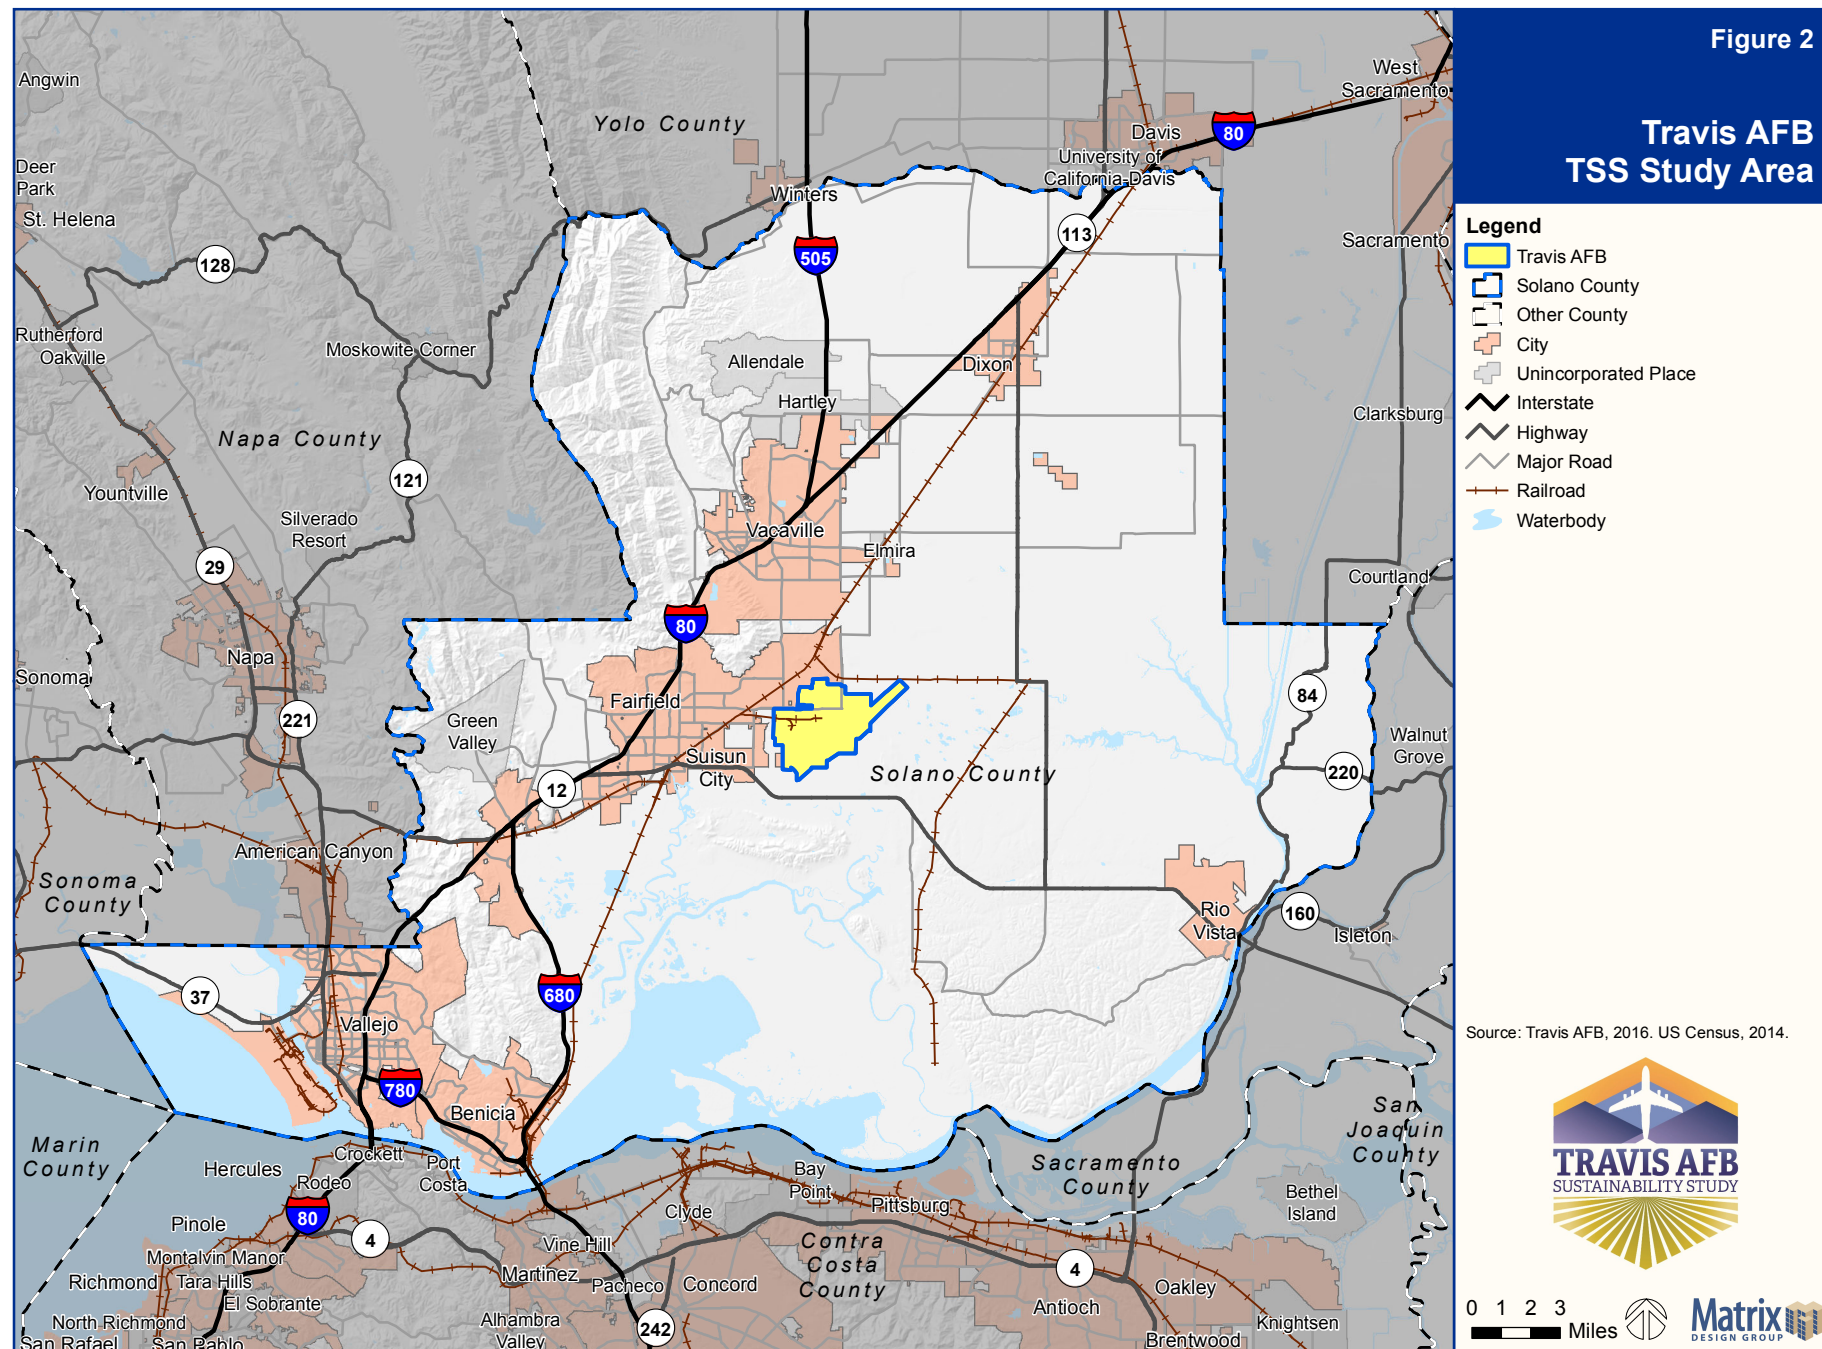 Figure 2
Travis AFB
TSS Study Area
Legend
Travis AFB
Solano County
Other County
City
Unincorporated Place
Interstate
Highway
Major Road
Railroad
Waterbody
Source: Travis AFB, 2016. US Census, 2014.
TRAVIS AFB
SUSTAINABILITY STUDY
0 1 2 3
Miles
Matrix
DESIGN GROUP
Angwin
Yolo County
West
Sacramento
Davis
80
University of
California-Davis
Deer
Park
St. Helena
Winters
128
505
113
Sacramento
Rutherford
Oakville
Moskowite Corner
Allendale
Dixon
Hartley
Clarksburg
Napa County
121
Yountville
Silverado
Resort
Vacaville
Elmira
29
Courtland
80
Napa
Sonoma
Fairfield
84
221
Green
Valley
Suisun
City
Solano County
Walnut
Grove
220
12
American Canyon
Sonoma
County
Rio
Vista
160
Isleton
37
680
Vallejo
780
Benicia
San
Joaquin
County
Marin
County
Crockett
Hercules
Rodeo
Port
Costa
Bay
Point
Sacramento
County
Bethel
Island
80
Pinole
4
Clyde
Pittsburg
Montalvin Manor
Vine Hill
Contra
Costa
County
Richmond
Tara Hills
Martinez
Pacheco
Concord
4
Oakley
El Sobrante
Antioch
North Richmond
Alhambra
Valley
242
Knightsen
San Rafael
San Pablo
Brentwood